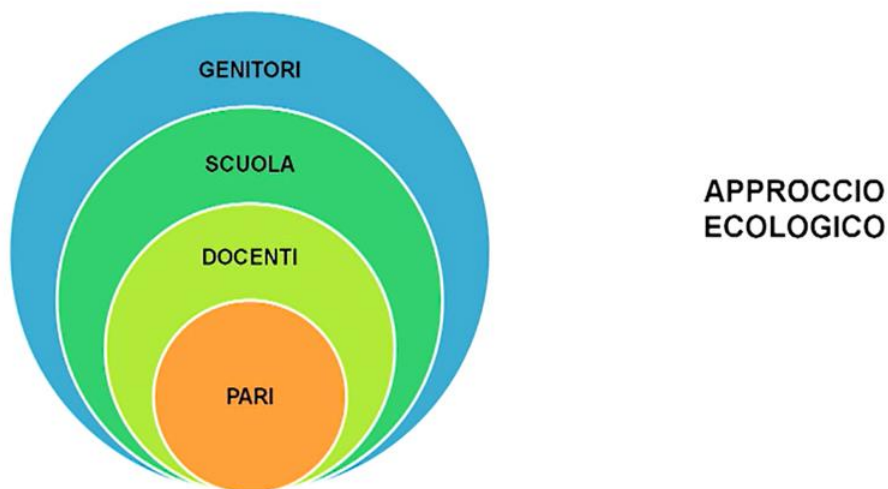 GENITORI
SCUOLA
DOCENTI
PARI
APPROCCIO
ECOLOGICO